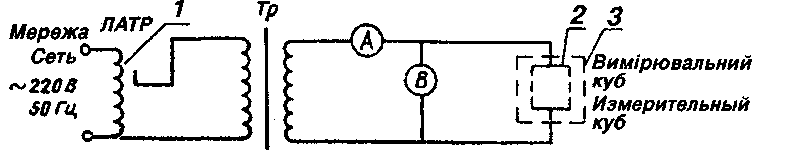 ЛАТР
1
Тр
Мережа
Сеть
~220 В
50 Гц
А
В
2
3
Вимірювальний
куб
Измерительный
куб